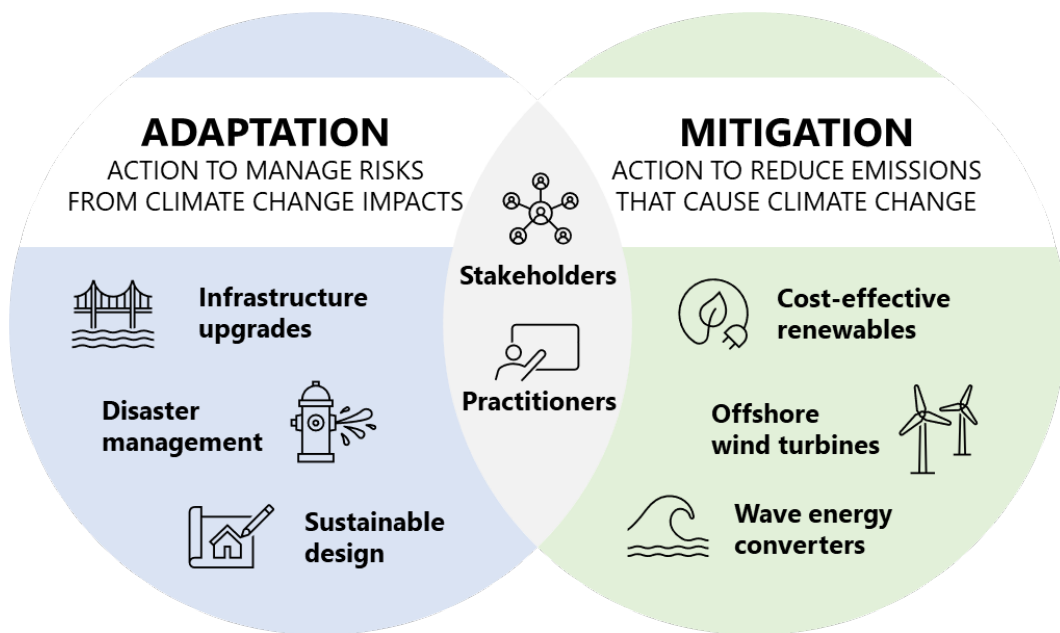 ADAPTATION
ACTION TO MANAGE RISKS
FROM CLIMATE CHANGE IMPACTS
Infrastructure
upgrades
Disaster
management
Sustainable
design
Stakeholders
Practitioners
MITIGATION
ACTION TO REDUCE EMISSIONS
THAT CAUSE CLIMATE CHANGE
Cost-effective
renewables
Offshore
wind turbines
Wave energy
converters